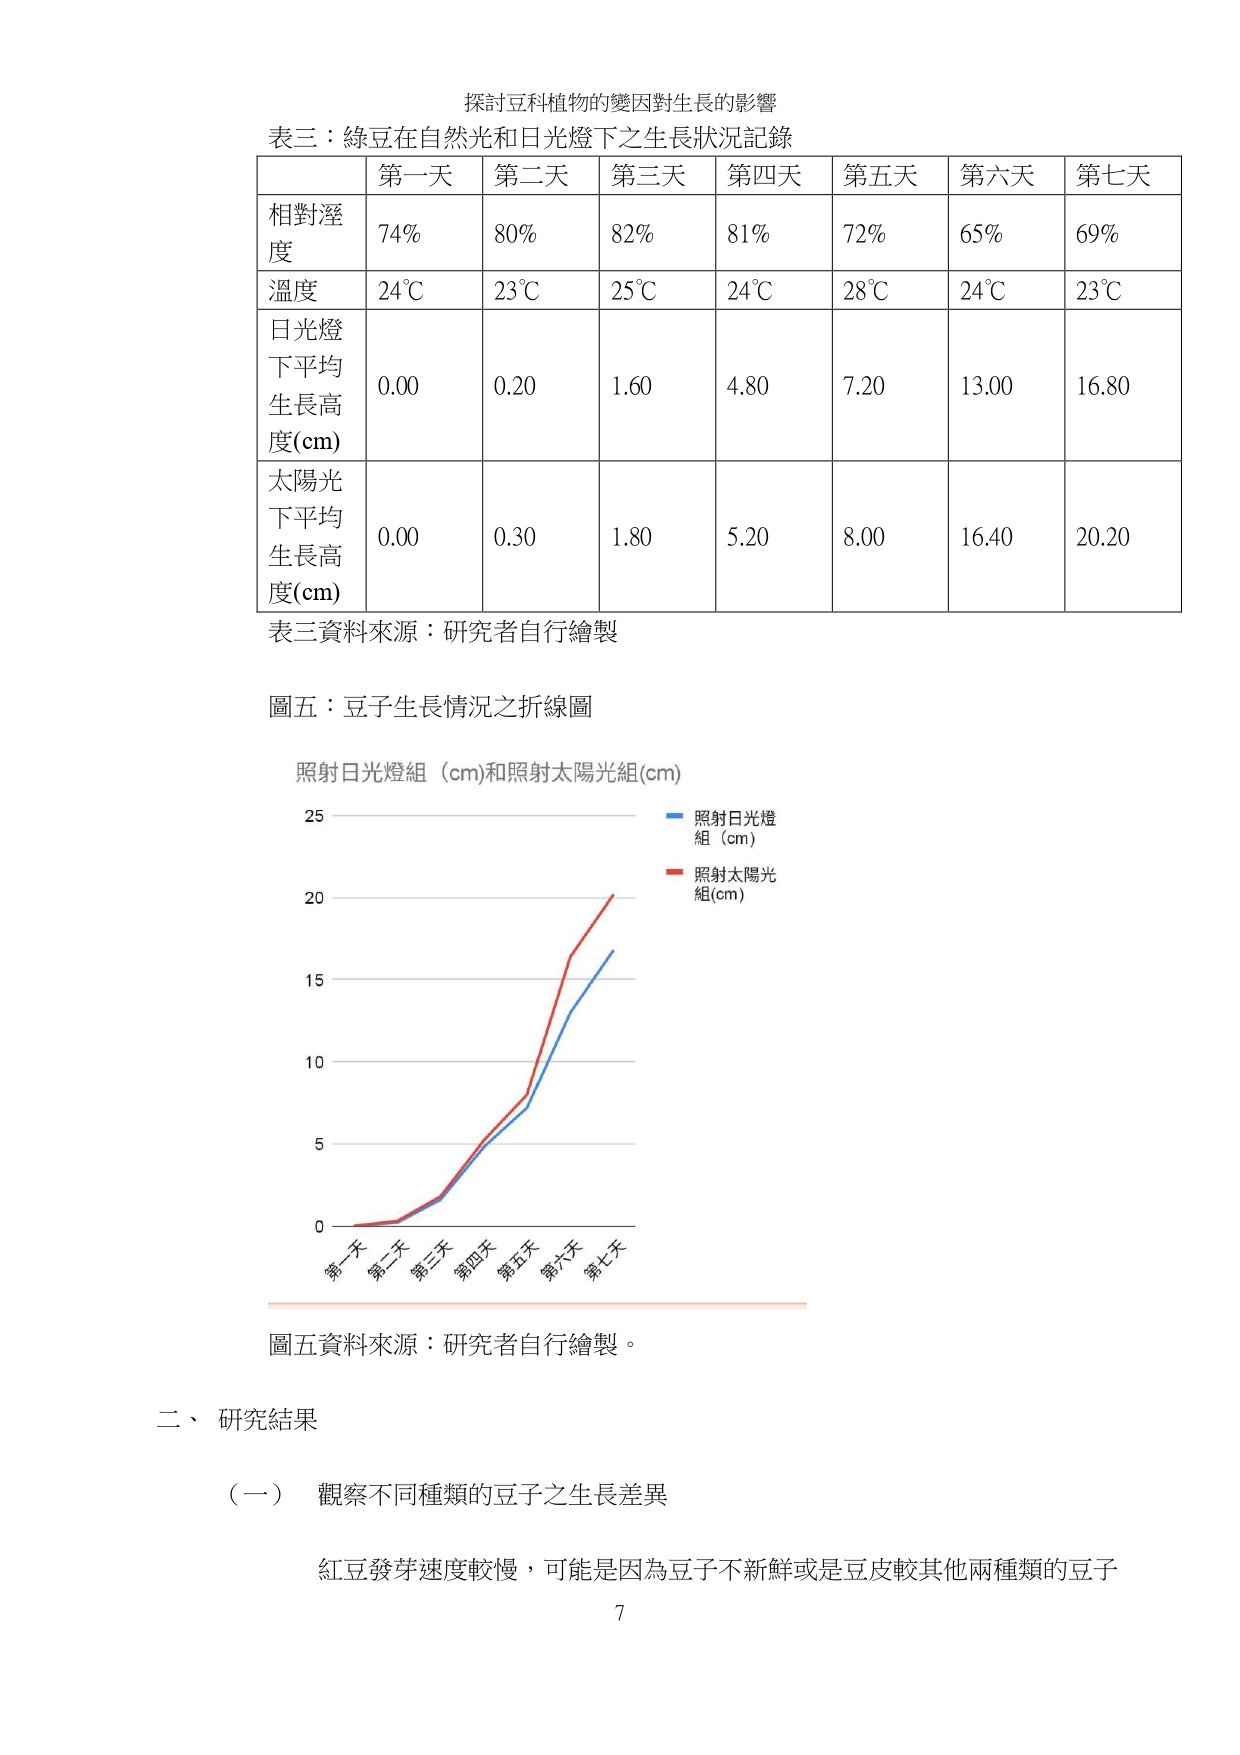 探討豆科植物的變因對生長的影響
表三：綠豆在自然光和日光燈下之生長狀況記錄
第一天 第二天 第三天 第四天 第五天 第六天 第七天
相對溼度 74% 80% 82% 81% 72% 65% 69%
溫度 24℃ 23℃ 25℃ 24℃ 28℃ 24℃ 23℃
日光燈下平均生長高度(cm) 0.00 0.20 1.60 4.80 7.20 13.00 16.80
太陽光下平均生長高度(cm) 0.00 0.30 1.80 5.20 8.00 16.40 20.20
表三資料來源：研究者自行繪製
圖五：豆子生長情況之折線圖
照射日光燈組（cm)和照射太陽光組(cm)
25
20
15
10
5
0
照射日光燈
組（cm)
照射太陽光
組(cm)
第一天 第二天 第三天 第四天 第五天 第六天 第七天
圖五資料來源：研究者自行繪製。
二、 研究結果
（一） 觀察不同種類的豆子之生長差異
紅豆發芽速度較慢，可能是因為豆子不新鮮或是豆皮較其他兩種類的豆子
7